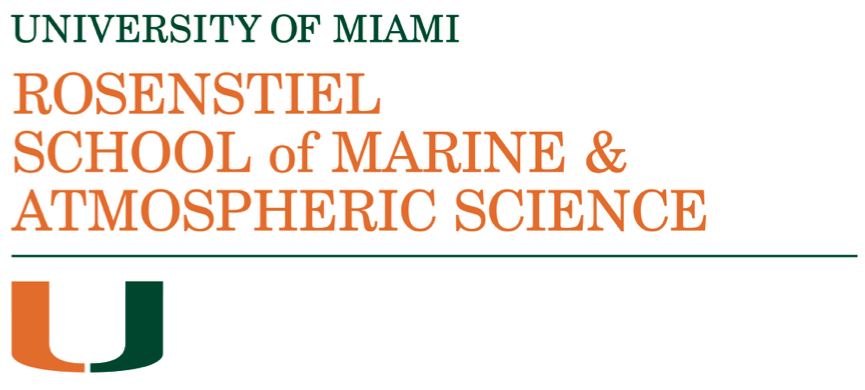 UNIVERSITY OF MIAMI
ROSENSTIEL
SCHOOL of MARINE &
ATMOSPHERIC SCIENCE
U